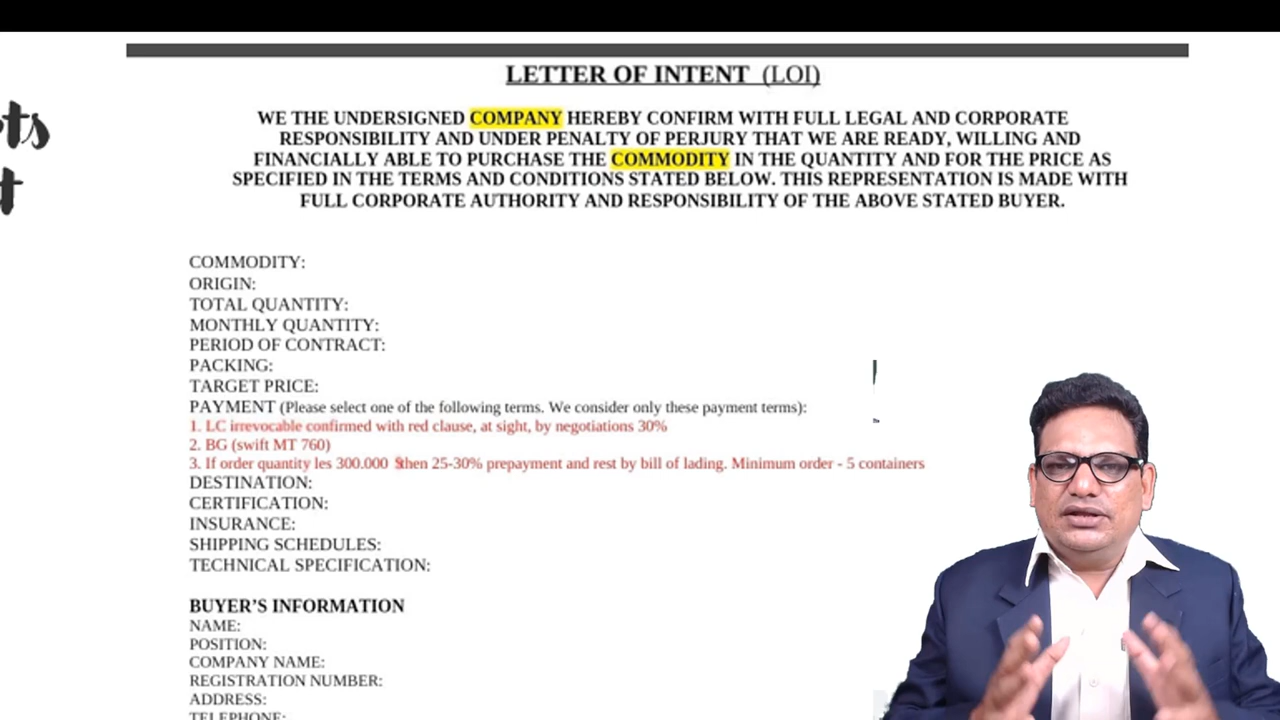 LETTER OF INTENT (LOI)
WE THE UNDERSIGNED COMPANY HEREBY CONFIRM WITH FULL LEGAL AND CORPORATE
RESPONSIBILITY AND UNDER PENALTY OF PERJURY THAT WE ARE READY, WILLING AND
FINANCIALLY ABLE TO PURCHASE THE COMMODITY IN THE QUANTITY AND FOR THE PRICE AS
SPECIFIED IN THE TERMS AND CONDITIONS STATED BELOW. THIS REPRESENTATION IS MADE WITH
FULL CORPORATE AUTHORITY AND RESPONSIBILITY OF THE ABOVE STATED BUYER.
COMMODITY:
ORIGIN:
TOTAL QUANTITY:
MONTHLY QUANTITY:
PERIOD OF CONTRACT:
PACKING:
TARGET PRICE:
PAYMENT (Please select one of the following terms. We consider only these payment terms):
1. LC irrevocable confirmed with red clause, at sight, by negotiations 30%
2. BG (swift MT 760)
3. If order quantity les 300.000 $then 25-30% prepayment and rest by bill of lading. Minimum order - 5 containers
DESTINATION:
CERTIFICATION:
INSURANCE:
SHIPPING SCHEDULES:
TECHNICAL SPECIFICATION:
BUYER'S INFORMATION
NAME:
POSITION:
COMPANY NAME:
REGISTRATION NUMBER:
ADDRESS:
TELEPHONE: